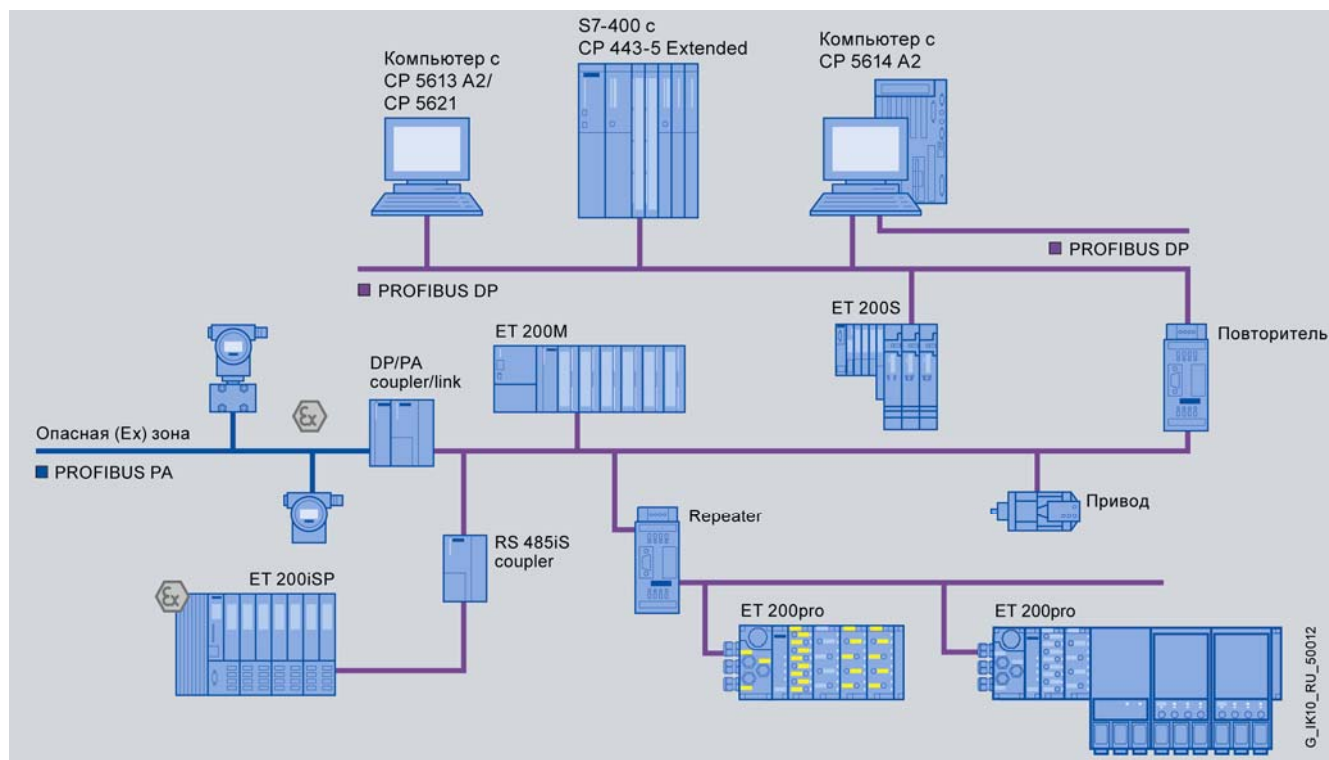 S7-400 с
CP 443-5 Extended
Компьютер с
CP 5613 A2/
CP 5621
Компьютер с
CP 5614 A2
PROFIBUS DP
PROFIBUS DP
ET 200S
Повторитель
ET 200M
DP/PA
coupler/link
Ex
Опасная (Ex) зона
PROFIBUS PA
Привод
Repeater
RS 485iS
coupler
ET 200iSP
Ex
ET 200pro
ET 200pro
G_IK10_RU_50012